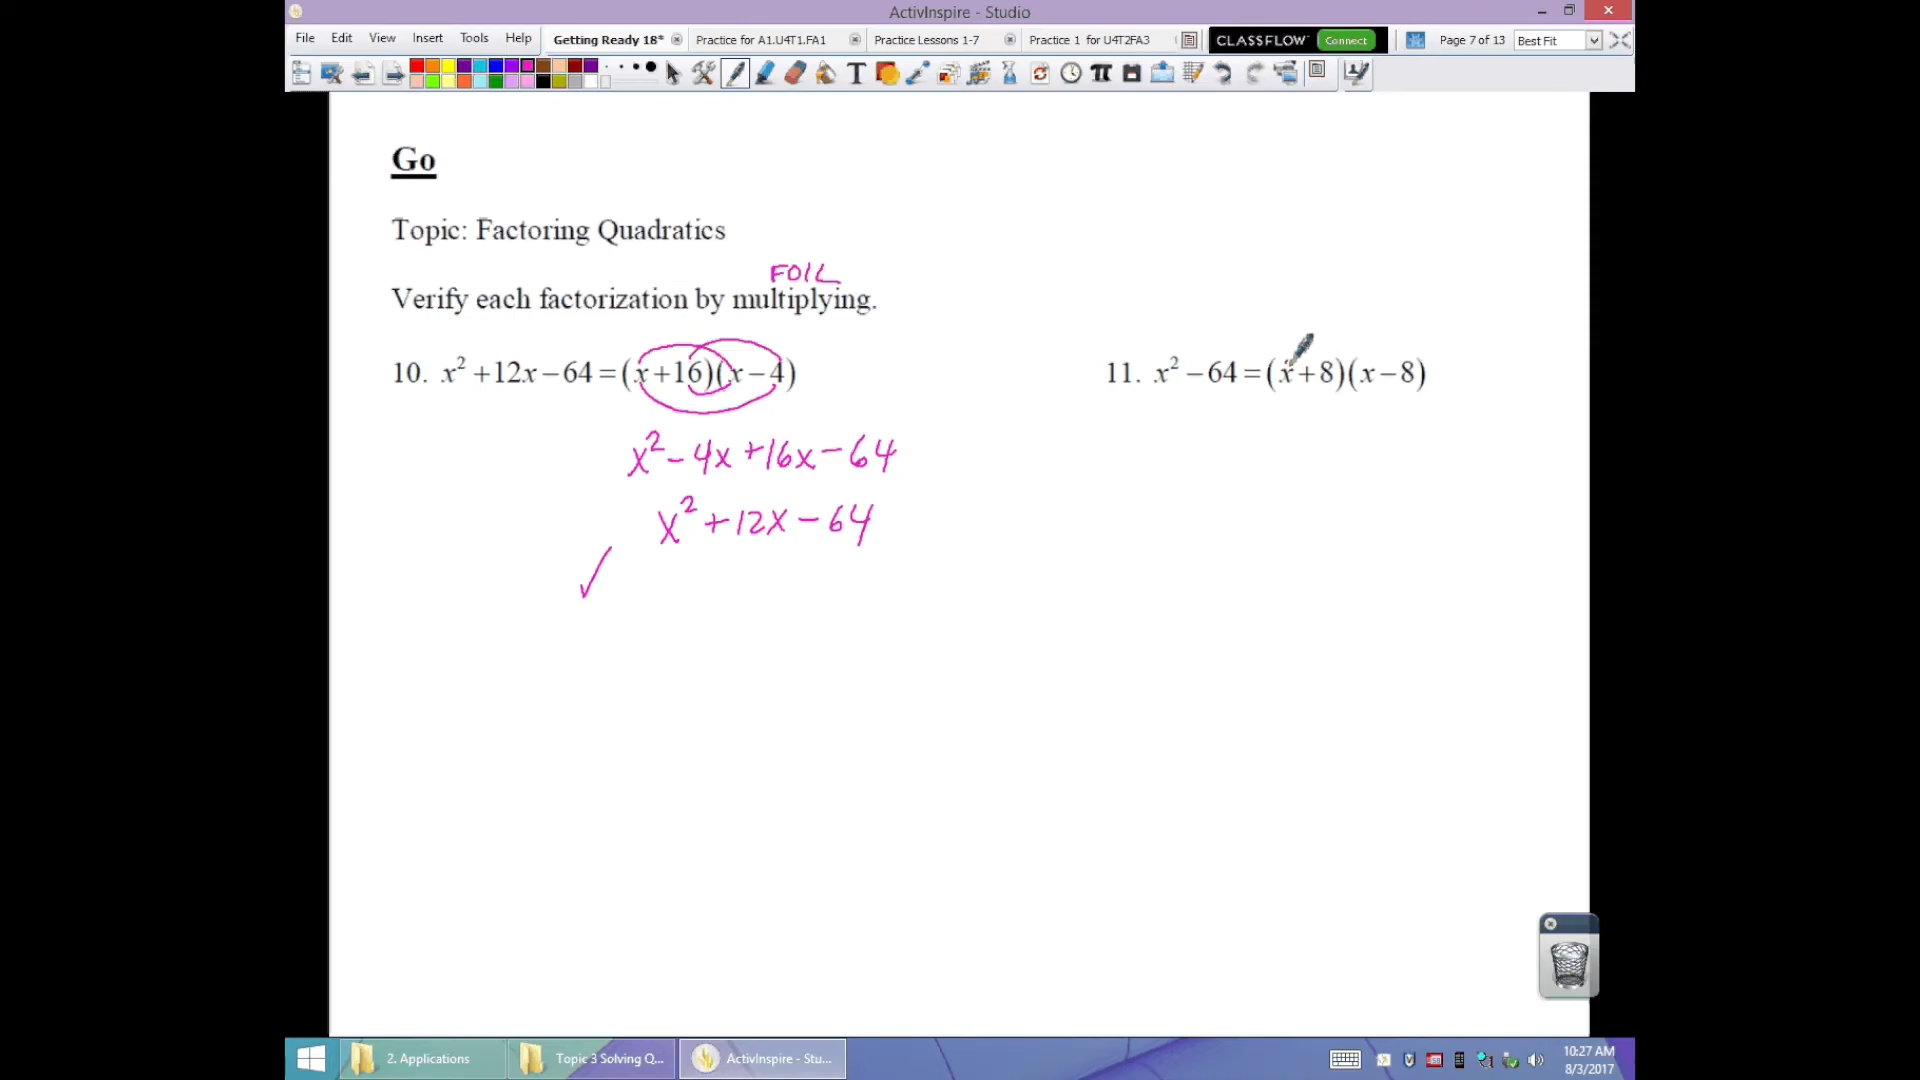 ActivInspire - Studio
File Edit View Insert Tools Help Getting Ready 18* Practice for A1.U4T1.FA1 Practice Lessons 1-7 Practice 1 for U4T2FA3 CLASSFLOW Connect Page 7 of 13 Best Fit
Go
Topic: Factoring Quadratics
FOIL
Verify each factorization by multiplying.
10. x² + 12x − 64 = (x + 16)(x − 4)
11. x² − 64 = (x + 8)(x − 8)
x² − 4x + 16x − 64
x² + 12x − 64
✓
2. Applications Topic 3 Solving Q... ActivInspire - Stu...
10:27 AM
8/3/2017